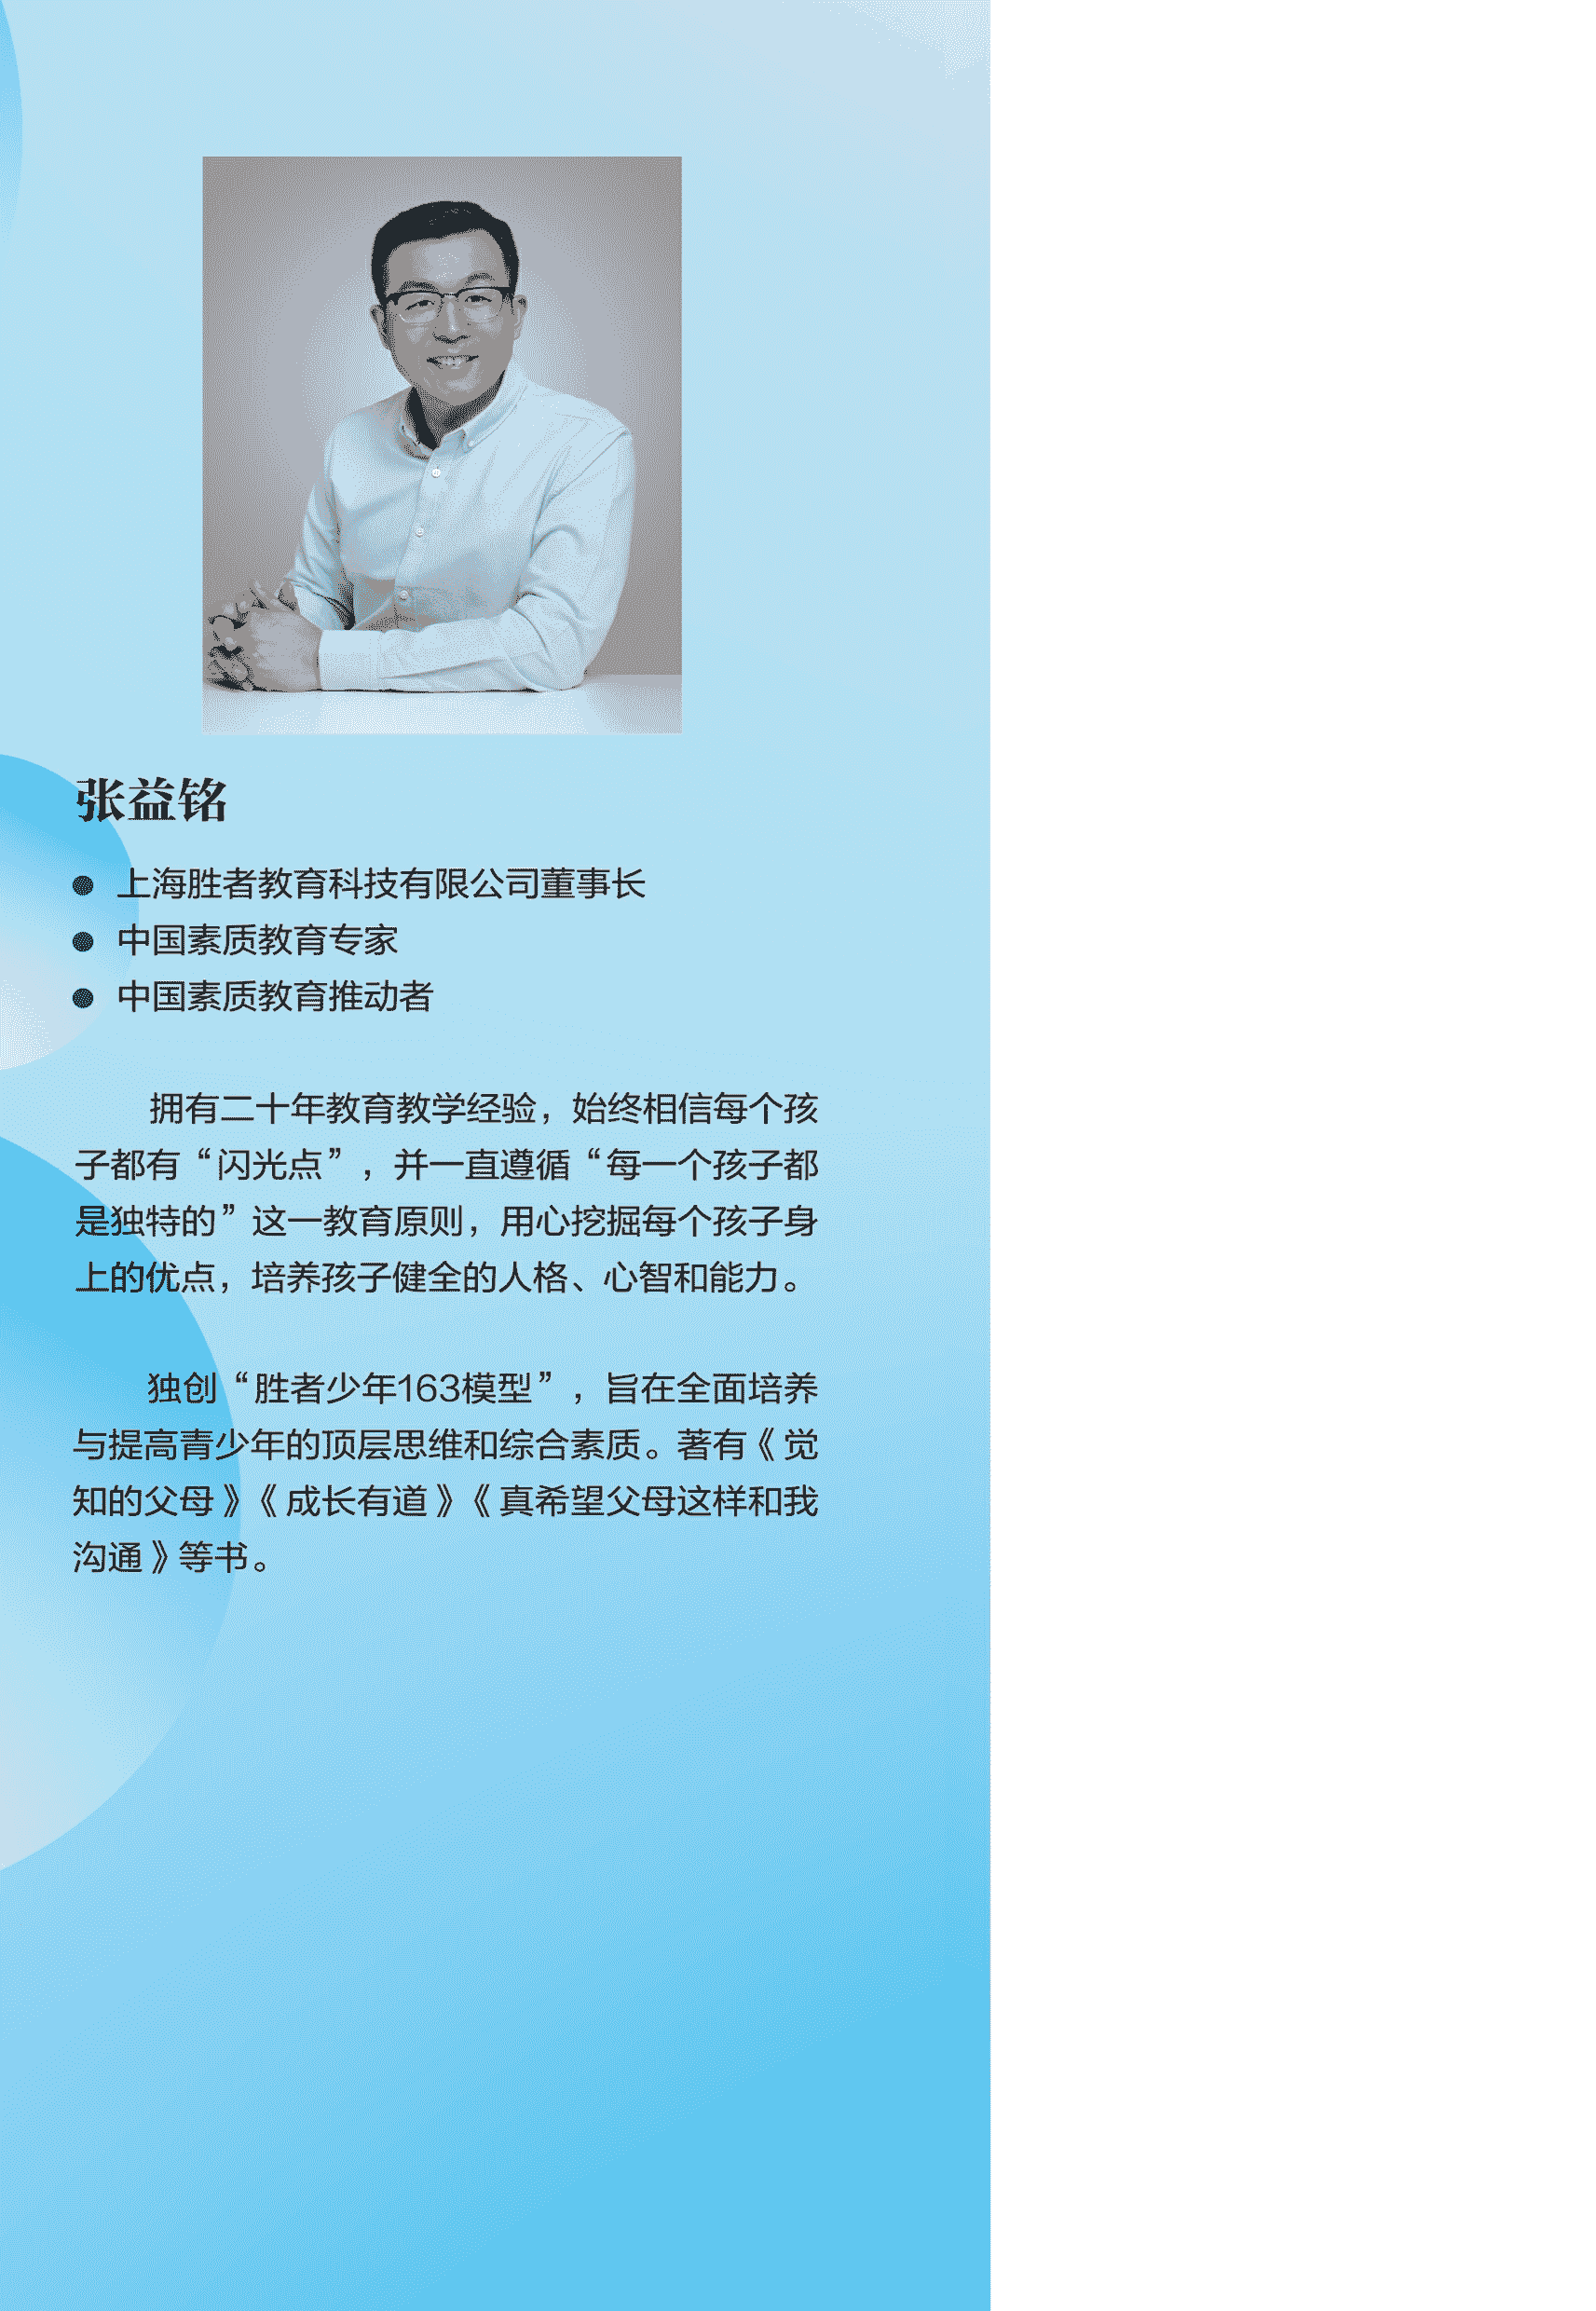 张益铭
● 上海胜者教育科技有限公司董事长
● 中国素质教育专家
● 中国素质教育推动者
拥有二十年教育教学经验，始终相信每个孩
子都有“闪光点”，并一直遵循“每一个孩子都
是独特的”这一教育原则，用心挖掘每个孩子身
上的优点，培养孩子健全的人格、心智和能力。
独创“胜者少年163模型”，旨在全面培养
与提高青少年的顶层思维和综合素质。著有《觉
知的父母》《成长有道》《真希望父母这样和我
沟通》等书。